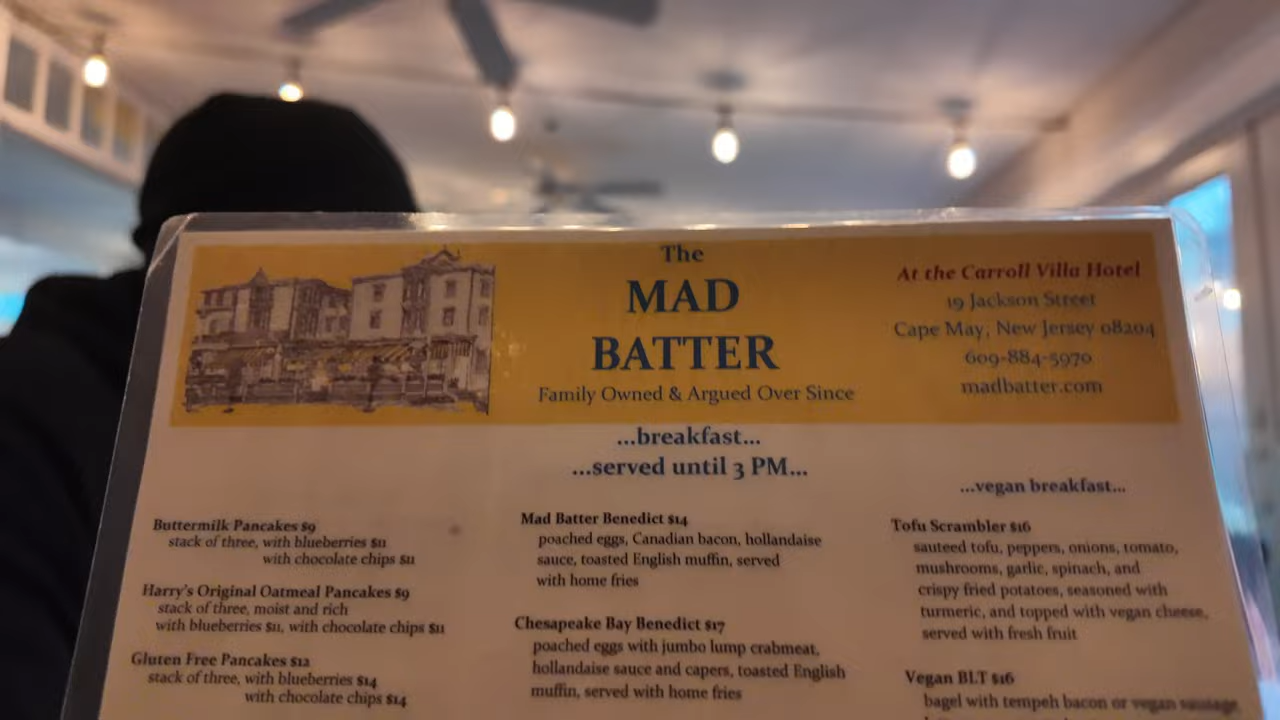 The
MAD
BATTER
Family Owned & Argued Over Since
At the Carroll Villa Hotel
19 Jackson Street
Cape May, New Jersey 08204
609-884-5970
madbatter.com
...breakfast...
...served until 3 PM...
Buttermilk Pancakes $9
stack of three, with blueberries $11
with chocolate chips $11
Harry's Original Oatmeal Pancakes $9
stack of three, moist and rich
with blueberries $11, with chocolate chips $11
Gluten Free Pancakes $12
stack of three, with blueberries $14
with chocolate chips $14
Mad Batter Benedict $14
poached eggs, Canadian bacon, hollandaise
sauce, toasted English muffin, served
with home fries
Chesapeake Bay Benedict $17
poached eggs with jumbo lump crabmeat,
hollandaise sauce and capers, toasted English
muffin, served with home fries
...vegan breakfast...
Tofu Scrambler $16
sauteed tofu, peppers, onions, tomato,
mushrooms, garlic, spinach, and
crispy fried potatoes, seasoned with
turmeric, and topped with vegan cheese,
served with fresh fruit
Vegan BLT $16
bagel with tempeh bacon or vegan sausage,